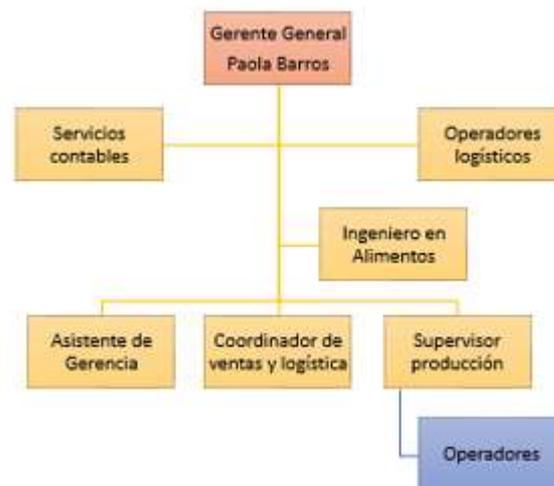 Gerente General
Paola Barros
Servicios
contables
Operadores
logísticos
Ingeniero en
Alimentos
Asistente de
Gerencia
Coordinador de
ventas y logística
Supervisor
producción
Operadores